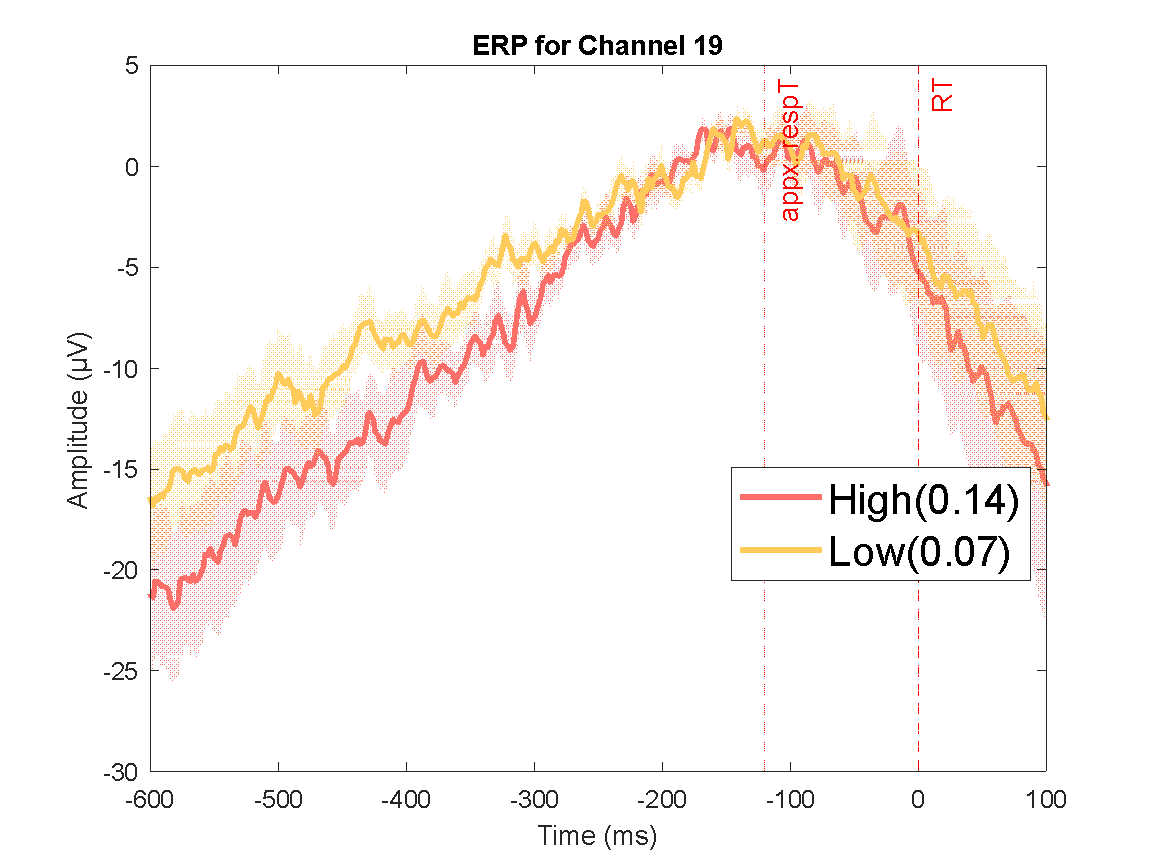 ERP for Channel 19
5
0
-5
-10
-15
-20
-25
-30
Amplitude (μV)
appx.respT
RT
High(0.14)
Low(0.07)
-600 -500 -400 -300 -200 -100 0 100
Time (ms)